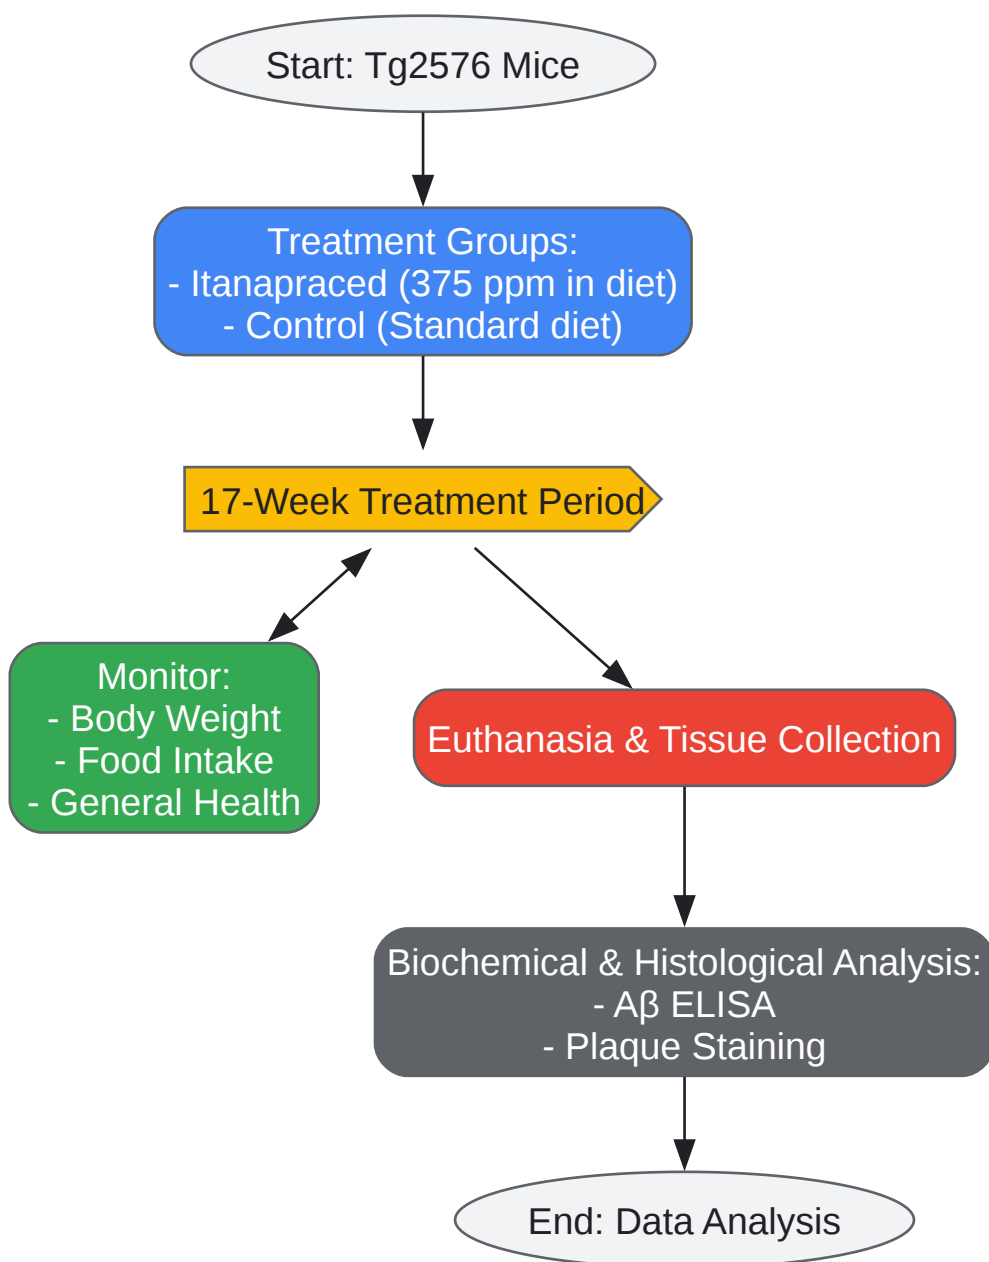 Start: Tg2576 Mice
Treatment Groups:
- Itanapraced (375 ppm in diet)
- Control (Standard diet)
17-Week Treatment Period
Monitor:
- Body Weight
- Food Intake
- General Health
Euthanasia & Tissue Collection
Biochemical & Histological Analysis:
- Aβ ELISA
- Plaque Staining
End: Data Analysis